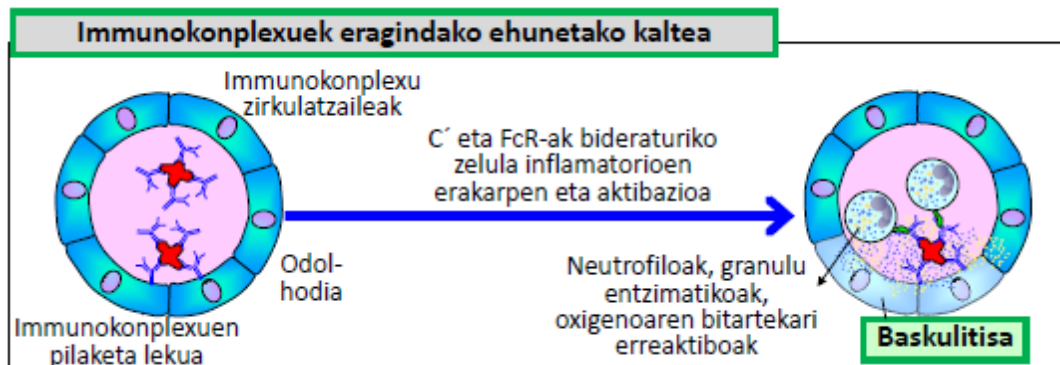 Immunokonplexuek eragindako ehunetako kaltea
Immunokonplexu
zirkulatzaileak
C´ eta FcR-ak bideraturiko
zelula inflamatorioen
erakarpen eta aktibazioa
Odol-
hodia
Immunokonplexuen
pilaketa lekua
Neutrofiloak, granulu
entzimatikoak,
oxigenoaren bitartekari
erreaktiboak
Baskulitisa